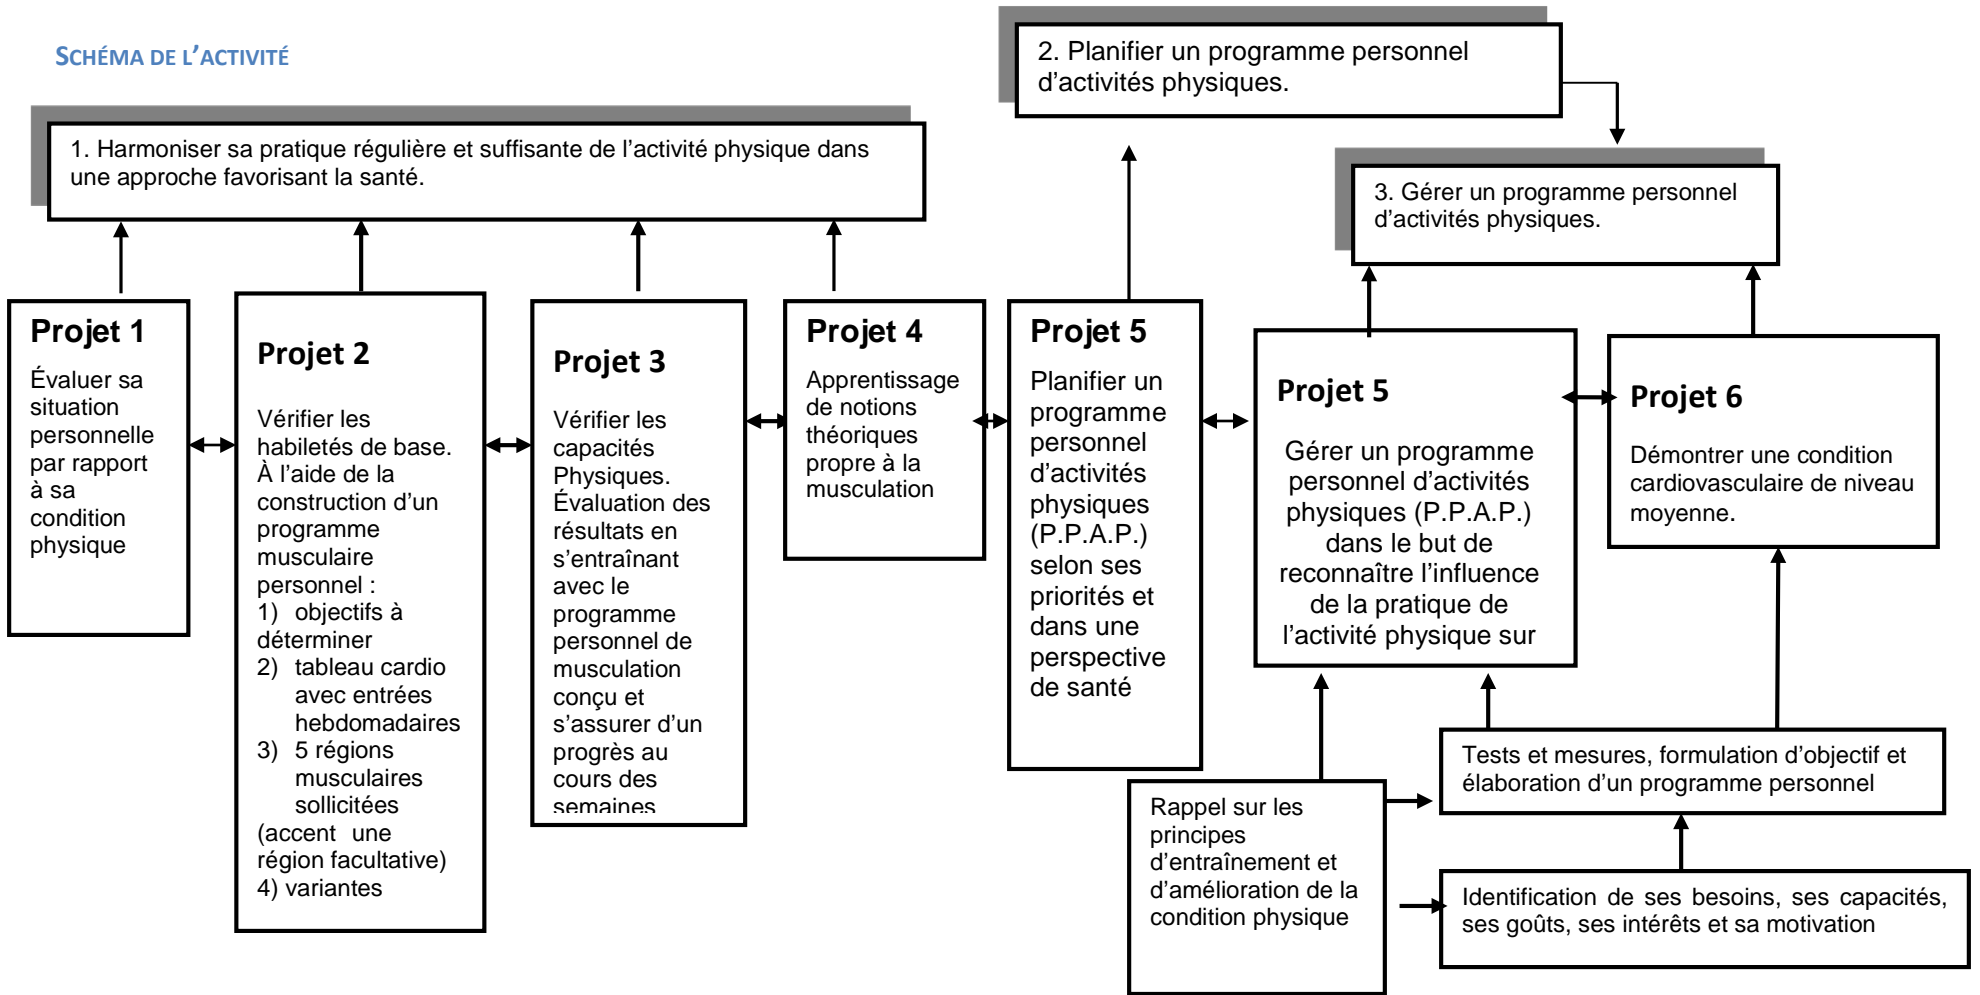 SCHÉMA DE L'ACTIVITÉ
1. Harmoniser sa pratique régulière et suffisante de l'activité physique dans
une approche favorisant la santé.
2. Planifier un programme personnel
d'activités physiques.
3. Gérer un programme personnel
d'activités physiques.
Projet 1
Évaluer sa
situation
personnelle
par rapport
à sa
condition
physique
Projet 2
Vérifier les
habiletés de base.
À l'aide de la
construction d'un
programme
musculaire
personnel :
1) objectifs à
déterminer
2) tableau cardio
avec entrées
hebdomadaires
3) 5 régions
musculaires
sollicitées
(accent une
région facultative)
4) variantes
Projet 3
Vérifier les
capacités
Physiques.
Évaluation des
résultats en
s'entraînant
avec le
programme
personnel de
musculation
conçu et
s'assurer d'un
progrès au
cours des
semaines
Projet 4
Apprentissage
de notions
théoriques
propre à la
musculation
Projet 5
Planifier un
programme
personnel
d'activités
physiques
(P.P.A.P.)
selon ses
priorités et
dans une
perspective
de santé
Projet 5
Gérer un programme
personnel d'activités
physiques (P.P.A.P.)
dans le but de
reconnaître l'influence
de la pratique de
l'activité physique sur
Projet 6
Démontrer une condition
cardiovasculaire de niveau
moyenne.
Rappel sur les
principes
d'entraînement et
d'amélioration de la
condition physique
Tests et mesures, formulation d'objectif et
élaboration d'un programme personnel
Identification de ses besoins, ses capacités,
ses goûts, ses intérêts et sa motivation